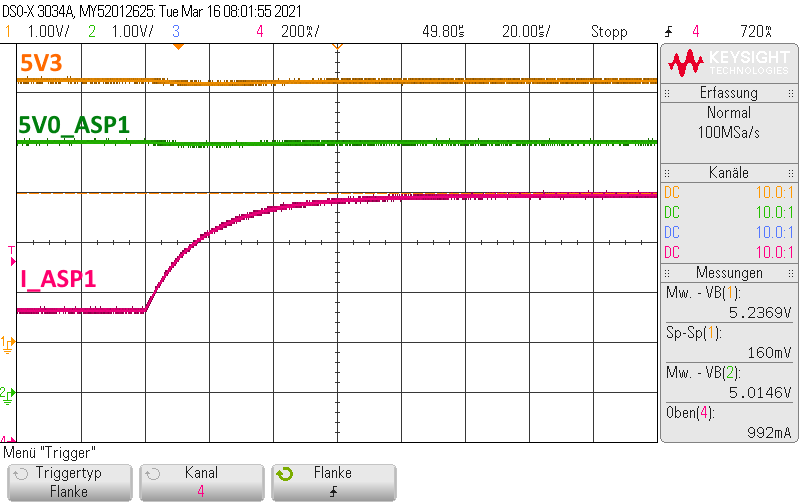 DSO-X 3034A, MY52012625: Tue Mar 16 08:01:55 2021
1 1.00V/ 2 1.00V/ 3 4 200%/ 49.80s 20.00s/ Stopp 4 720%
5V3
5V0_ASP1
I_ASP1
T
1
2
4
KEYSIGHT
TECHNOLOGIES
Erfassung
Normal
100MSa/s
Kanäle
DC 10.0:1
DC 10.0:1
DC 10.0:1
DC 10.0:1
Messungen
Mw. - VB(1):
5.2369V
Sp-Sp(1):
160mV
Mw. - VB(2):
5.0146V
Oben(4):
992mA
Menü "Trigger"
Triggertyp
Flanke
Kanal
4
Flanke